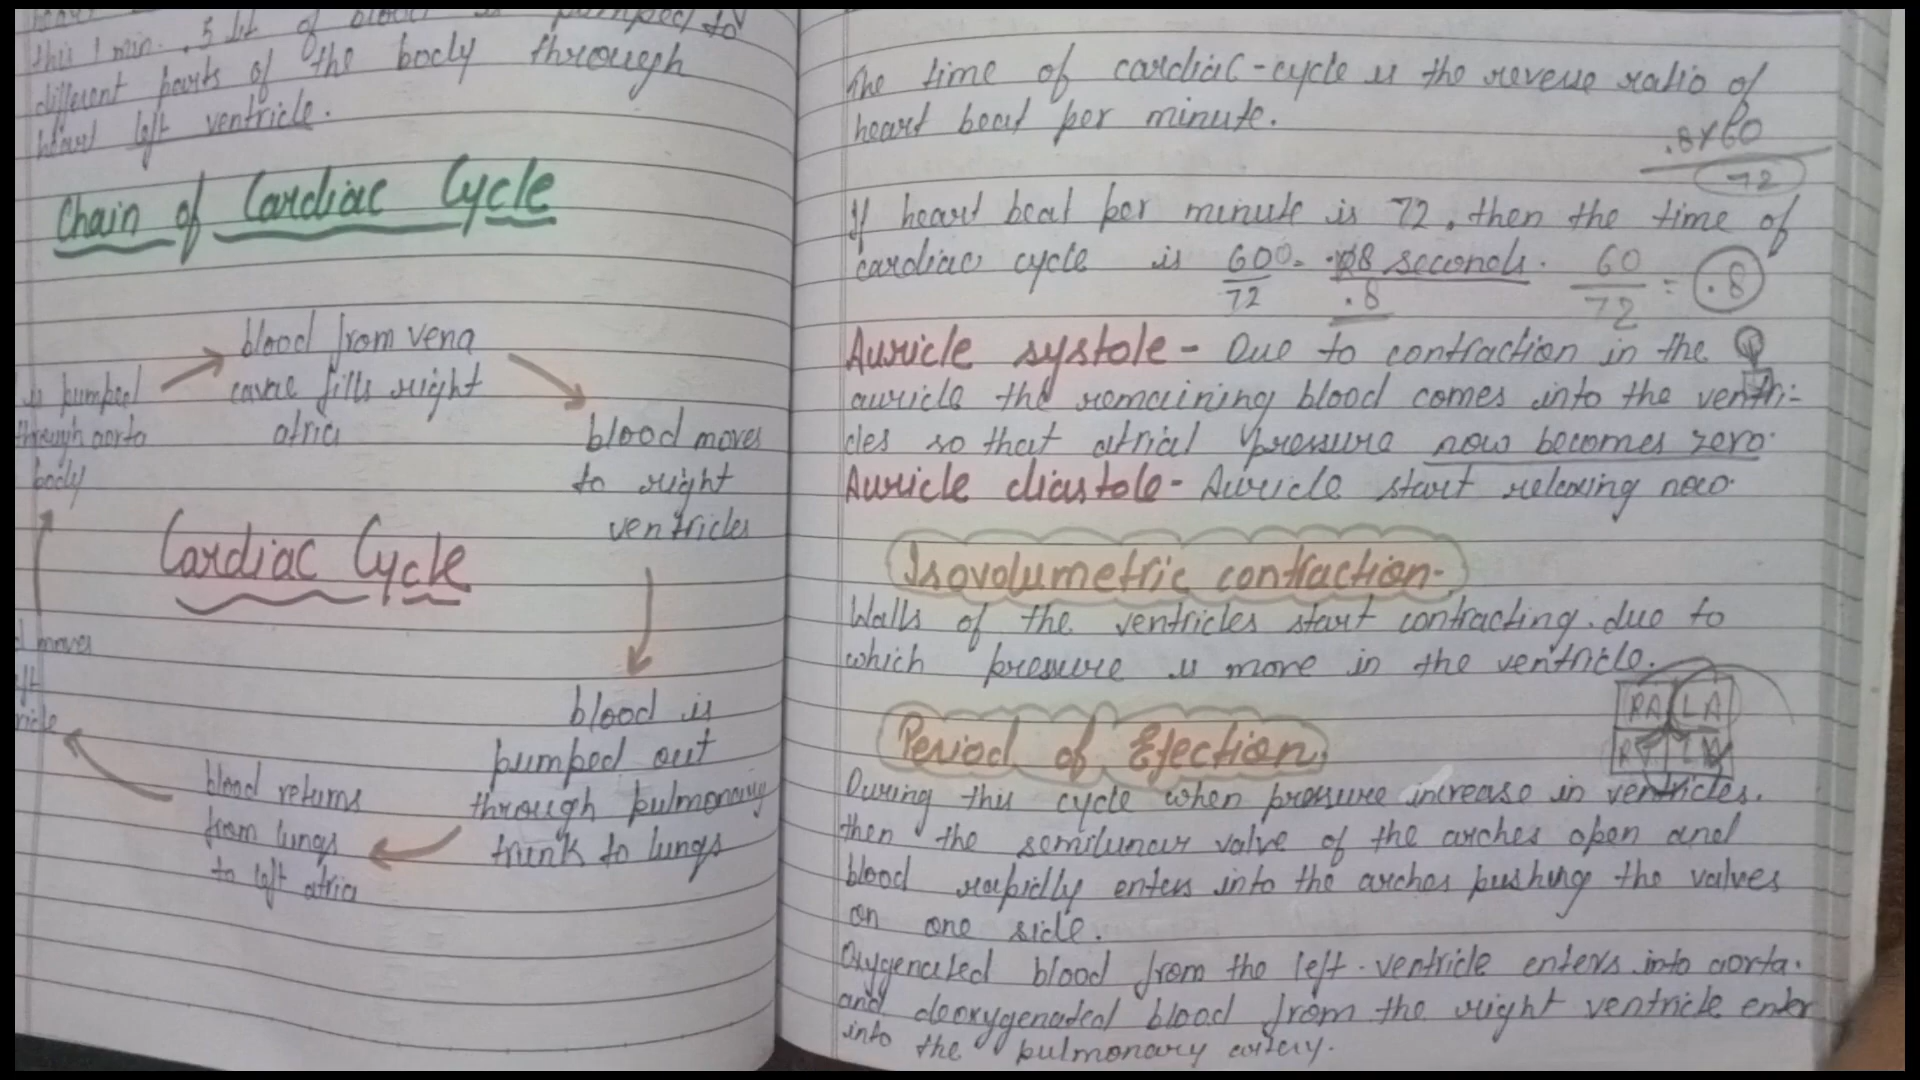 this 1 min. .5 lit of blood is pumped to
different parts of the body through
heart left ventricle.
Chain of Cardiac Cycle
blood from vena
cavae fills right
atria
blood moves
to right
ventricles
blood is
pumped out
through pulmonary
trunk to lungs
blood returns
from lungs
to left atria
moves
is pumped
through aorta
body
Cardiac Cycle
The time of cardiac-cycle is the reverse ratio of
heart beat per minute.
.8x60
72
If heart beat per minute is 72, then the time of
cardiac cycle is 600 = .8 seconds. 60 = .8
72 .8 72
Auricle systole - Due to contraction in the
auricle the remaining blood comes into the ventri-
cles so that atrial pressure now becomes zero.
Auricle diastole - Auricle start relaxing now.
Isovolumetric contraction-
Walls of the ventricles start contracting. due to
which pressure is more in the ventricle.
RA LA
RV
Period of Ejection,
During this cycle when pressure increase in ventricles.
then the semilunar valve of the arches open and
blood rapidly enters into the arches pushing the valves
on one side.
Oxygenated blood from the left ventricle enters into aorta.
and deoxygenated blood from the right ventricle enter
into the pulmonary artery.